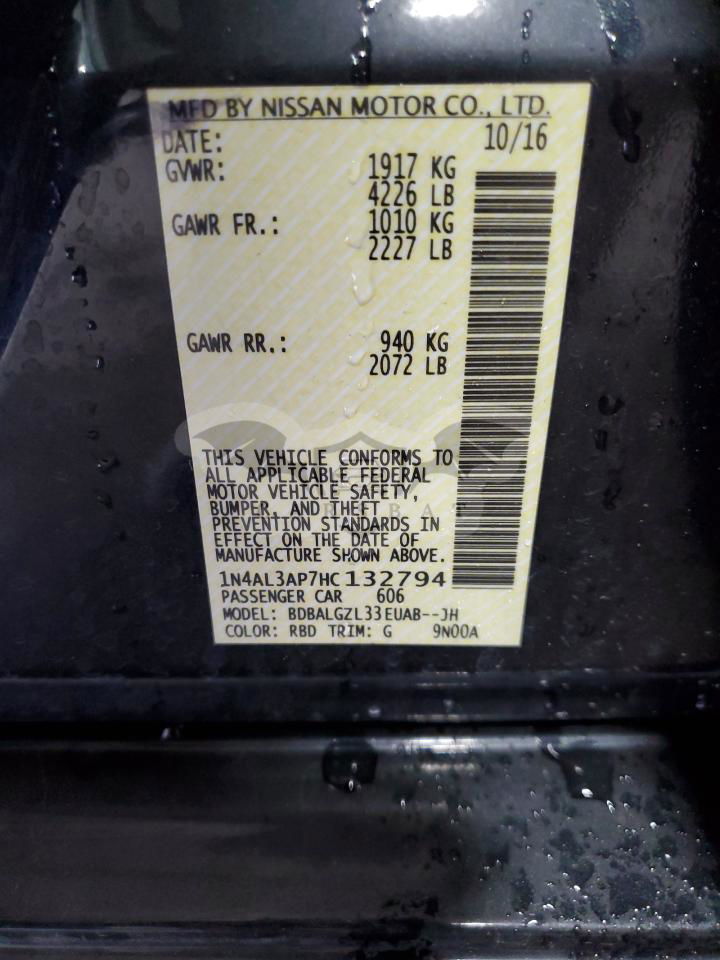 MFD BY NISSAN MOTOR CO., LTD.
DATE: 10/16
GVWR: 1917 KG
4226 LB
GAWR FR.: 1010 KG
2227 LB
GAWR RR.: 940 KG
2072 LB
THIS VEHICLE CONFORMS TO
ALL APPLICABLE FEDERAL
MOTOR VEHICLE SAFETY,
BUMPER, AND THEFT
PREVENTION STANDARDS IN
EFFECT ON THE DATE OF
MANUFACTURE SHOWN ABOVE.
1N4AL3AP7HC132794
PASSENGER CAR 606
MODEL: BDBALGZL33EUAB--JH
COLOR: RBD TRIM: G 9N00A